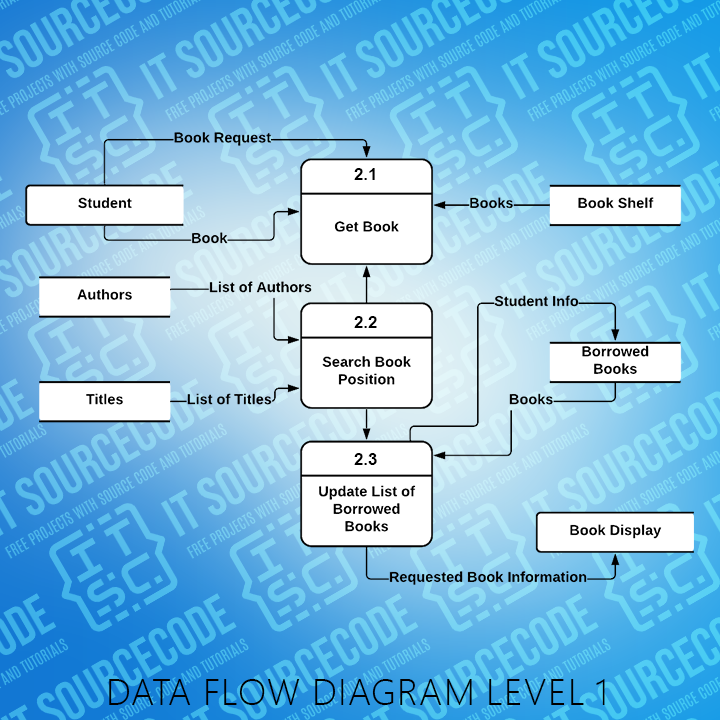 Book Request
2.1
Student
Get Book
Books
Book Shelf
Book
Authors
List of Authors
2.2
Search Book
Position
Student Info
Borrowed
Books
Titles
List of Titles
Books
2.3
Update List of
Borrowed
Books
Book Display
Requested Book Information
DATA FLOW DIAGRAM LEVEL 1
IT SOURCECODE
FREE PROJECTS WITH SOURCE CODE AND TUTORIALS